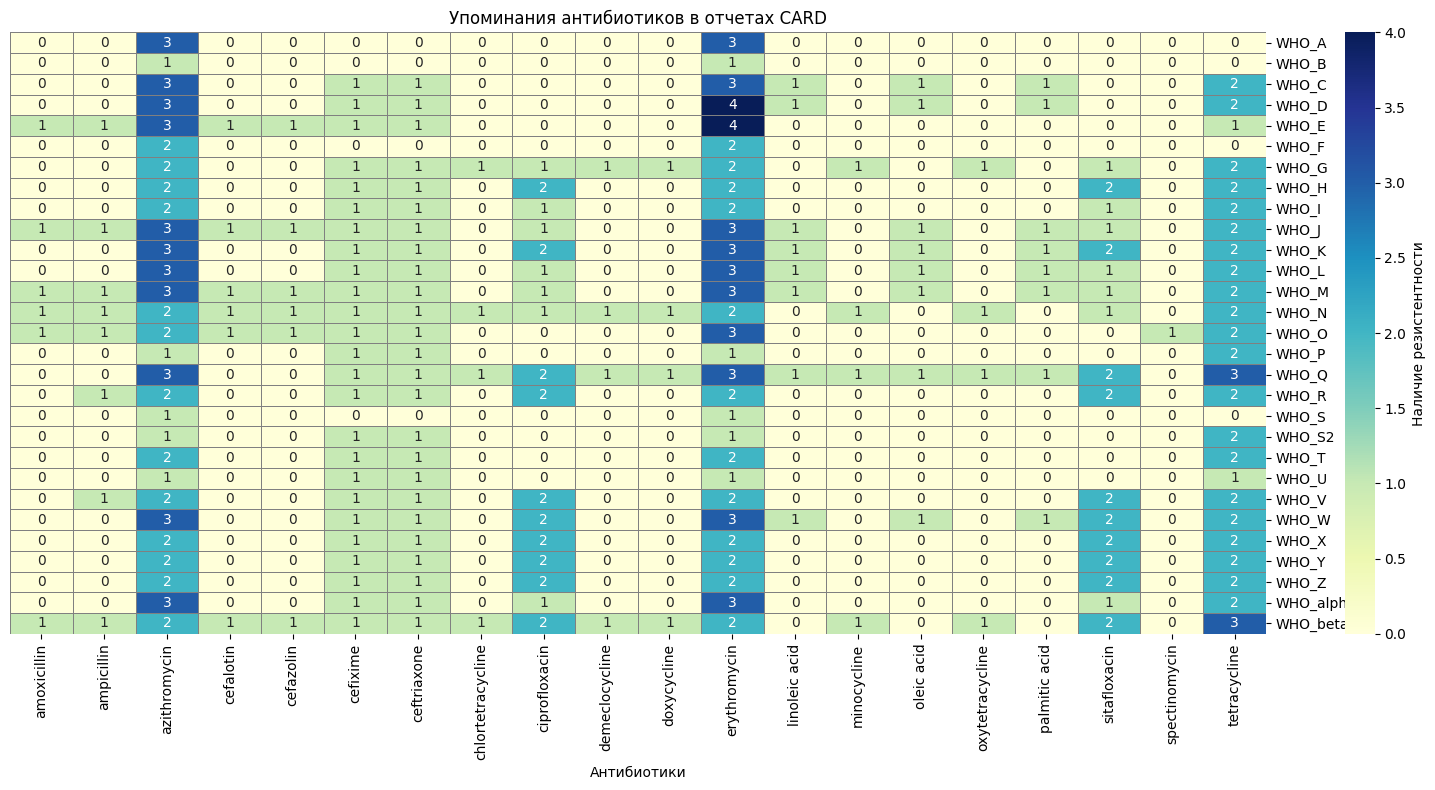 Упоминания антибиотиков в отчетах CARD
0 0 3 0 0 0 0 0 0 0 0 3 0 0 0 0 0 0 0 0 WHO_A
0 0 1 0 0 0 0 0 0 0 0 1 0 0 0 0 0 0 0 0 WHO_B
0 0 3 0 0 1 1 0 0 0 0 3 1 0 1 0 1 0 0 2 WHO_C
0 0 3 0 0 1 1 0 0 0 0 4 1 0 1 0 1 0 0 2 WHO_D
1 1 3 1 1 1 1 0 0 0 0 4 0 0 0 0 0 0 0 1 WHO_E
0 0 2 0 0 0 0 0 0 0 0 2 0 0 0 0 0 0 0 0 WHO_F
0 0 2 0 0 1 1 1 1 1 1 2 0 1 0 1 0 1 0 2 WHO_G
0 0 2 0 0 1 1 0 2 0 0 2 0 0 0 0 0 2 0 2 WHO_H
0 0 2 0 0 1 1 0 1 0 0 2 0 0 0 0 0 1 0 2 WHO_I
1 1 3 1 1 1 1 0 1 0 0 3 1 0 1 0 1 1 0 2 WHO_J
0 0 3 0 0 1 1 0 2 0 0 3 1 0 1 0 1 2 0 2 WHO_K
0 0 3 0 0 1 1 0 1 0 0 3 1 0 1 0 1 1 0 2 WHO_L
1 1 3 1 1 1 1 0 1 0 0 3 1 0 1 0 1 1 0 2 WHO_M
1 1 2 1 1 1 1 1 1 1 1 2 0 1 0 1 0 1 0 2 WHO_N
1 1 2 1 1 1 1 0 0 0 0 3 0 0 0 0 0 0 1 2 WHO_O
0 0 1 0 0 1 1 0 0 0 0 1 0 0 0 0 0 0 0 2 WHO_P
0 0 3 0 0 1 1 1 2 1 1 3 1 1 1 1 1 2 0 3 WHO_Q
0 1 2 0 0 1 1 0 2 0 0 2 0 0 0 0 0 2 0 2 WHO_R
0 0 1 0 0 0 0 0 0 0 0 1 0 0 0 0 0 0 0 0 WHO_S
0 0 1 0 0 1 1 0 0 0 0 1 0 0 0 0 0 0 0 2 WHO_S2
0 0 2 0 0 1 1 0 0 0 0 2 0 0 0 0 0 0 0 2 WHO_T
0 0 1 0 0 1 1 0 0 0 0 1 0 0 0 0 0 0 0 1 WHO_U
0 1 2 0 0 1 1 0 2 0 0 2 0 0 0 0 0 2 0 2 WHO_V
0 0 3 0 0 1 1 0 2 0 0 3 1 0 1 0 1 2 0 2 WHO_W
0 0 2 0 0 1 1 0 2 0 0 2 0 0 0 0 0 2 0 2 WHO_X
0 0 2 0 0 1 1 0 2 0 0 2 0 0 0 0 0 2 0 2 WHO_Y
0 0 2 0 0 1 1 0 2 0 0 2 0 0 0 0 0 2 0 2 WHO_Z
0 0 3 0 0 1 1 0 1 0 0 3 0 0 0 0 0 1 0 2 WHO_alph
1 1 2 1 1 1 1 1 2 1 1 2 0 1 0 1 0 2 0 3 WHO_beta
amoxicillin
ampicillin
azithromycin
cefalotin
cefazolin
cefixime
ceftriaxone
chlortetracycline
ciprofloxacin
demeclocycline
doxycycline
erythromycin
linoleic acid
minocycline
oleic acid
oxytetracycline
palmitic acid
sitafloxacin
spectinomycin
tetracycline
Антибиотики
4.0
3.5
3.0
2.5
2.0
1.5
1.0
0.5
0.0
Наличие резистентности